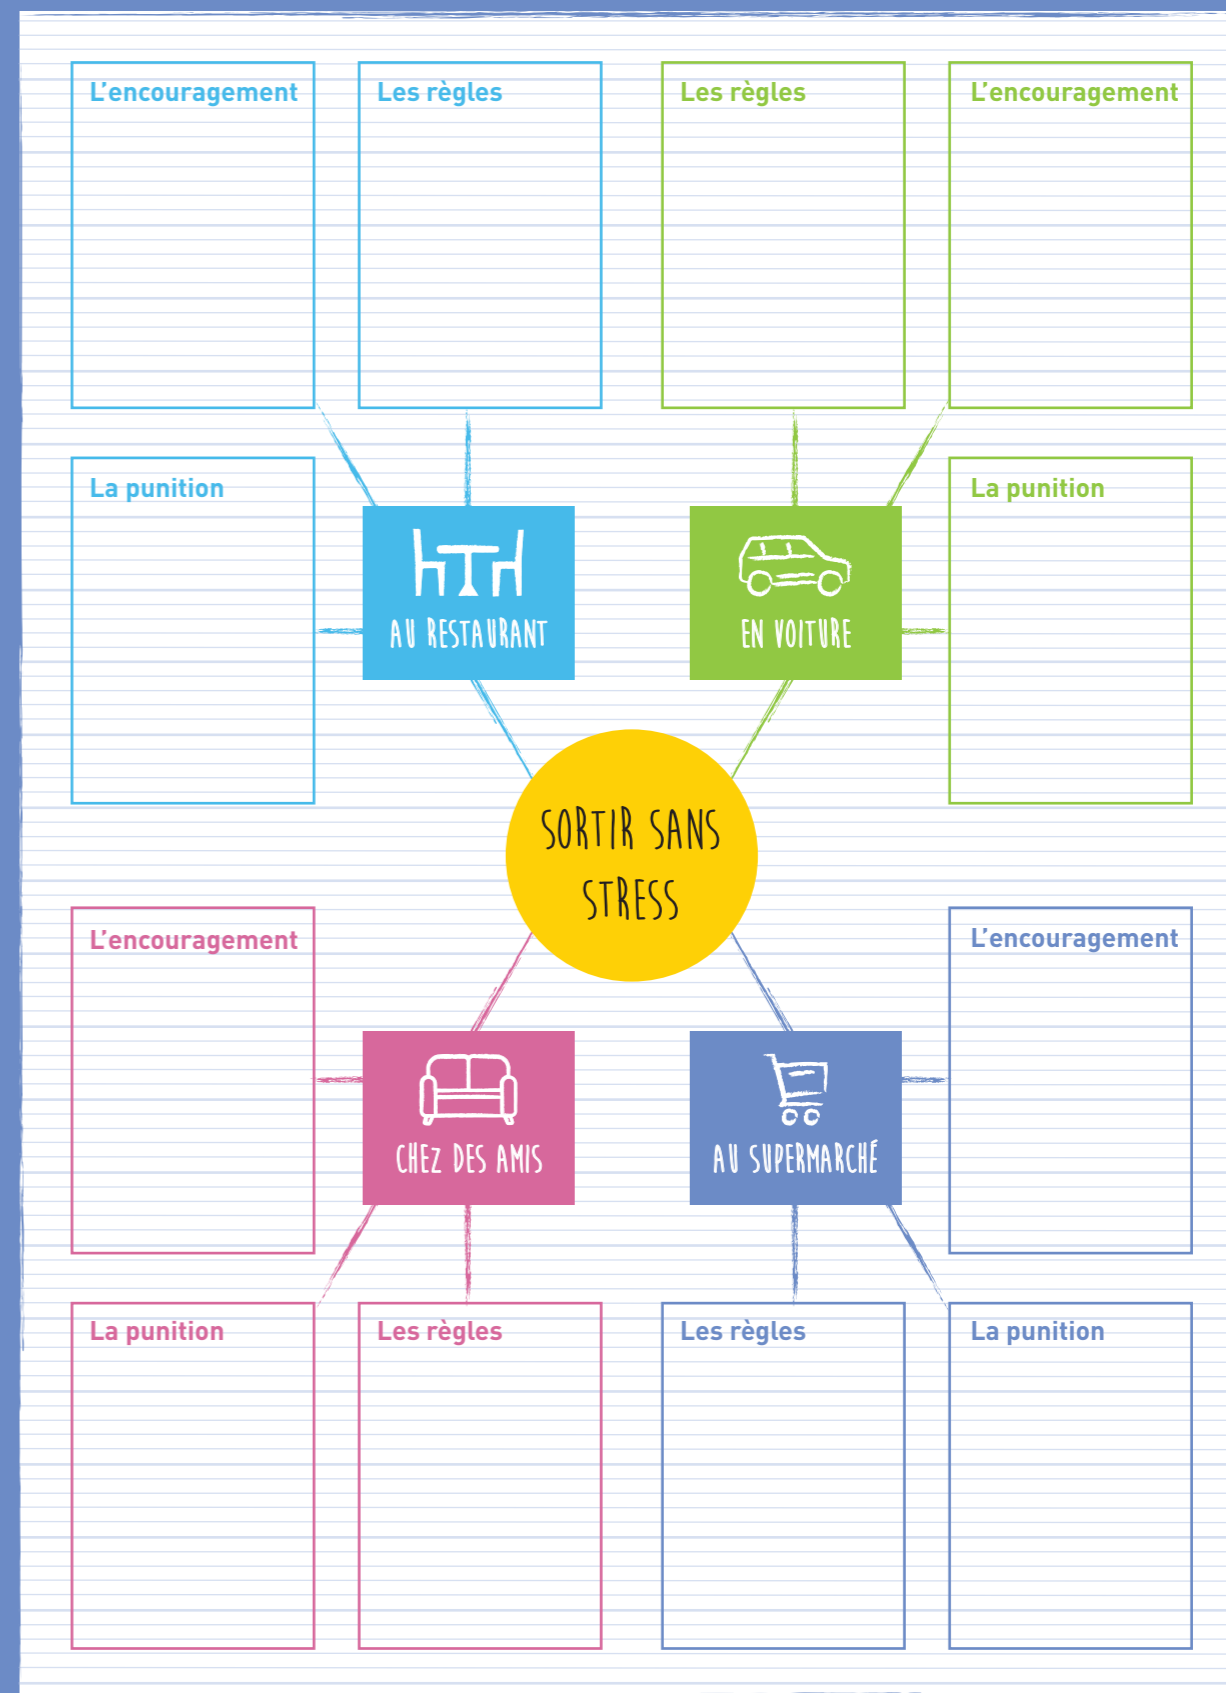 L'encouragement
Les règles
Les règles
L'encouragement
La punition
La punition
AU RESTAURANT
EN VOITURE
SORTIR SANS
STRESS
L'encouragement
L'encouragement
CHEZ DES AMIS
AU SUPERMARCHÉ
La punition
Les règles
Les règles
La punition